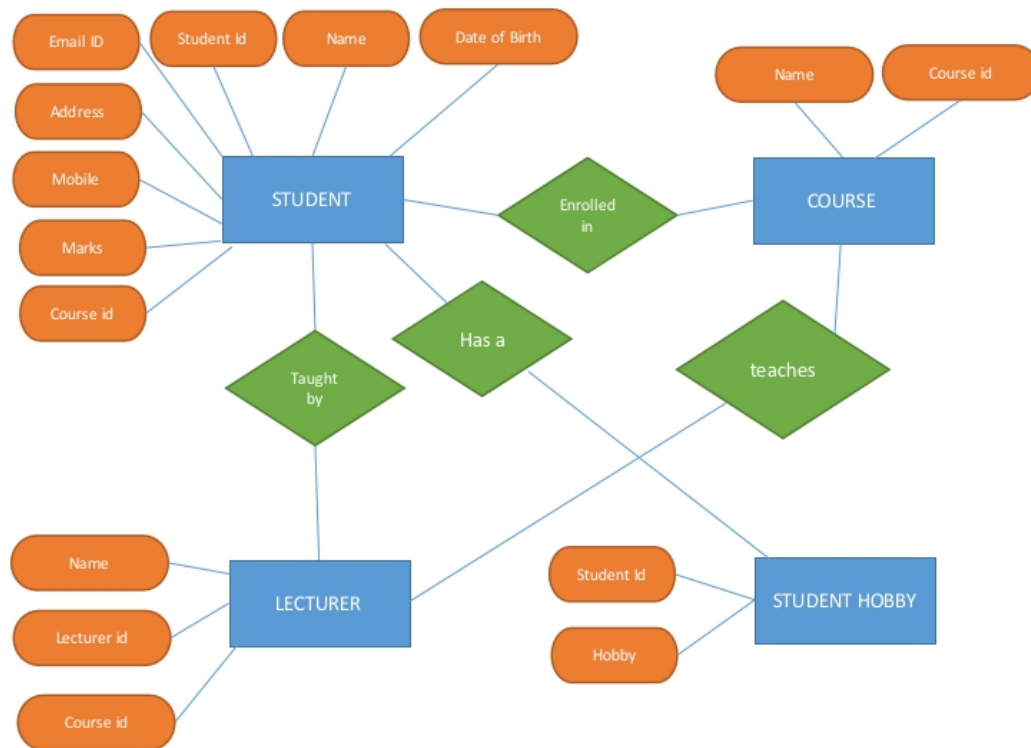 Email ID
Student Id
Name
Date of Birth
Name
Course id
Address
Mobile
Marks
Course id
STUDENT
Enrolled
in
COURSE
Taught
by
Has a
teaches
Name
Lecturer id
Course id
LECTURER
Student Id
Hobby
STUDENT HOBBY